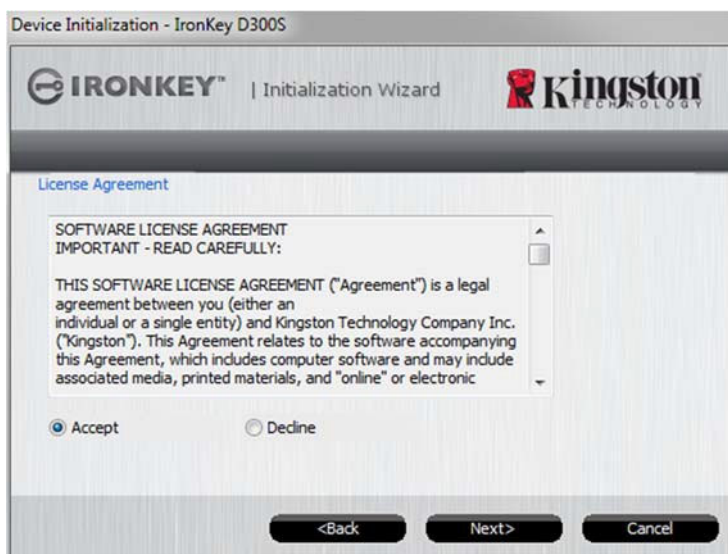 Device Initialization - IronKey D300S
IRONKEY™ | Initialization Wizard
Kingston
TECHNOLOGY
License Agreement
SOFTWARE LICENSE AGREEMENT
IMPORTANT - READ CAREFULLY:
THIS SOFTWARE LICENSE AGREEMENT ("Agreement") is a legal
agreement between you (either an
individual or a single entity) and Kingston Technology Company Inc.
("Kingston"). This Agreement relates to the software accompanying
this Agreement, which includes computer software and may include
associated media, printed materials, and "online" or electronic
Accept Decline
<Back Next> Cancel